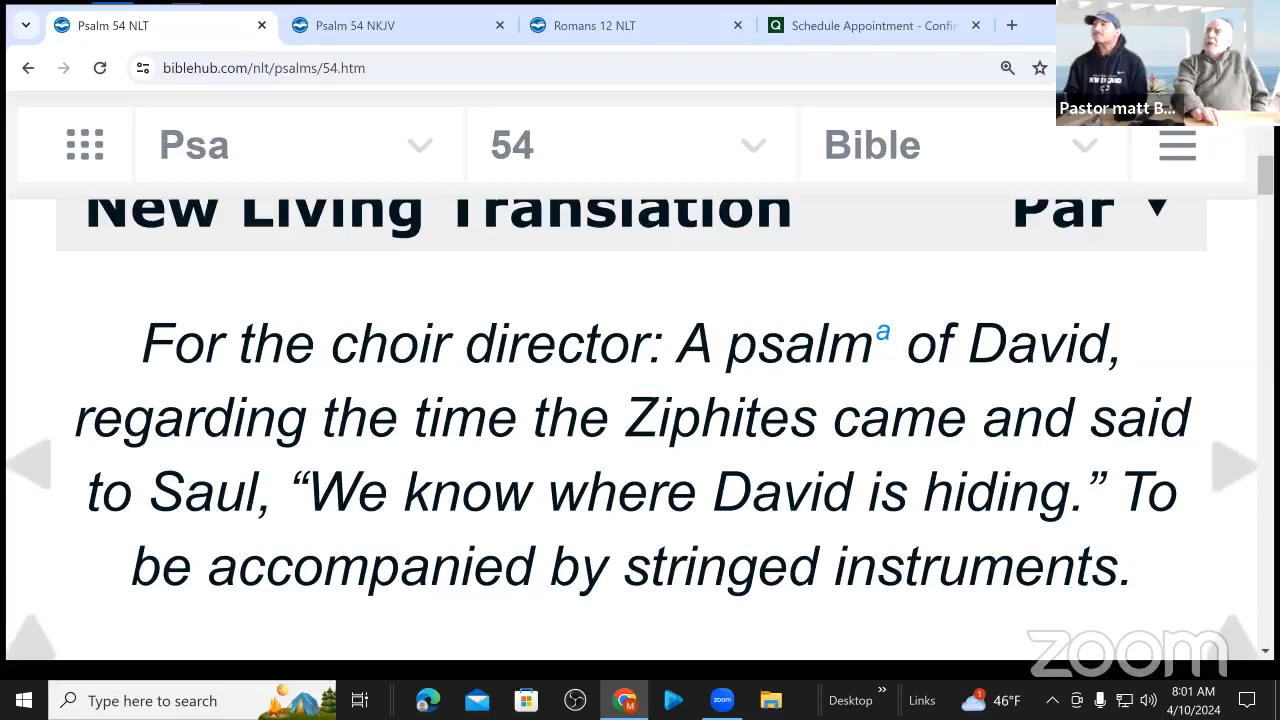 Psalm 54 NLT
Psalm 54 NKJV
Romans 12 NLT
Schedule Appointment - Confir
biblehub.com/nlt/psalms/54.htm
Pastor matt B...
Psa
54
Bible
New Living Translation
Par ▼
For the choir director: A psalmᵃ of David,
regarding the time the Ziphites came and said
to Saul, “We know where David is hiding.” To
be accompanied by stringed instruments.
zoom
Type here to search
zoom
Desktop
»
Links
1
46°F
8:01 AM
4/10/2024